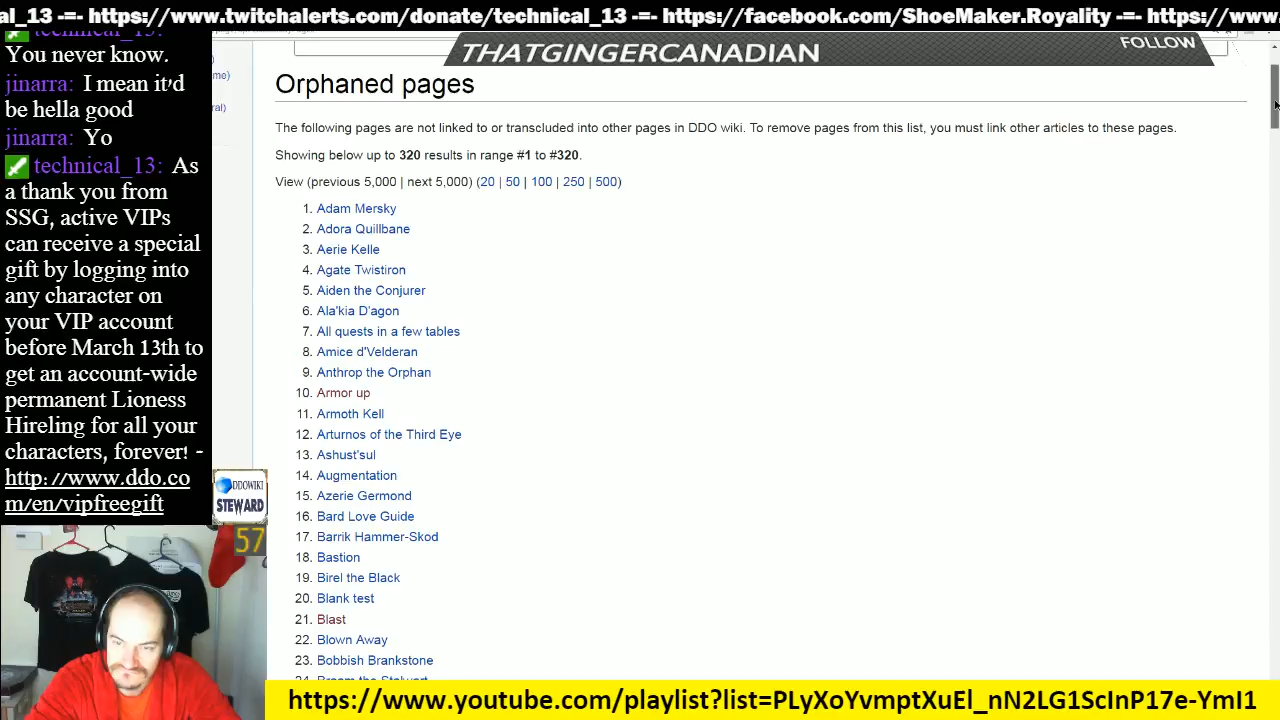 al_13 -=- https://www.twitchalerts.com/donate/technical_13 -=- https://facebook.com/ShoeMaker.Royality -=- https://www.
technical_13:
You never know.
jinarra: I mean it'd
be hella good
jinarra: Yo
technical_13: As
a thank you from
SSG, active VIPs
can receive a special
gift by logging into
any character on
your VIP account
before March 13th to
get an account-wide
permanent Lioness
Hireling for all your
characters, forever! -
http://www.ddo.co
m/en/vipfreegift
me)
ral)
THATGINGERCANADIAN
FOLLOW
Orphaned pages
The following pages are not linked to or transcluded into other pages in DDO wiki. To remove pages from this list, you must link other articles to these pages.
Showing below up to 320 results in range #1 to #320.
View (previous 5,000 | next 5,000) (20 | 50 | 100 | 250 | 500)
1. Adam Mersky
2. Adora Quillbane
3. Aerie Kelle
4. Agate Twistiron
5. Aiden the Conjurer
6. Ala'kia D'agon
7. All quests in a few tables
8. Amice d'Velderan
9. Anthrop the Orphan
10. Armor up
11. Armoth Kell
12. Arturnos of the Third Eye
13. Ashust'sul
14. Augmentation
15. Azerie Germond
16. Bard Love Guide
17. Barrik Hammer-Skod
18. Bastion
19. Birel the Black
20. Blank test
21. Blast
22. Blown Away
23. Bobbish Brankstone
DDOWIKI
STEWARD
57
https://www.youtube.com/playlist?list=PLyXoYvmptXuEl_nN2LG1ScInP17e-YmI1